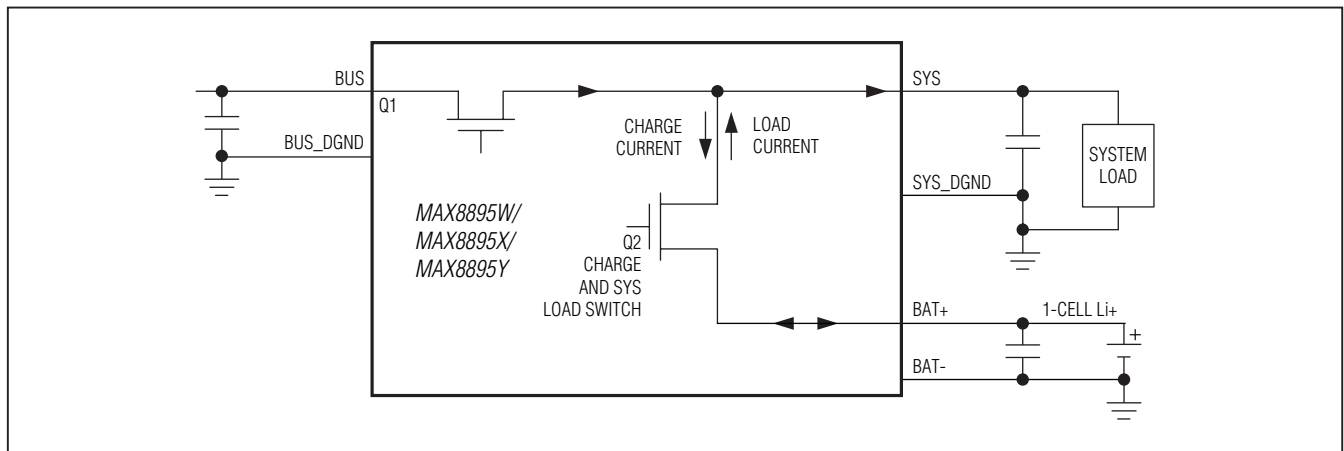 BUS
Q1
BUS_DGND
MAX8895W/
MAX8895X/
MAX8895Y
CHARGE
CURRENT
LOAD
CURRENT
Q2
CHARGE
AND SYS
LOAD SWITCH
SYS
SYS_DGND
SYSTEM
LOAD
BAT+
1-CELL Li+
+
BAT-